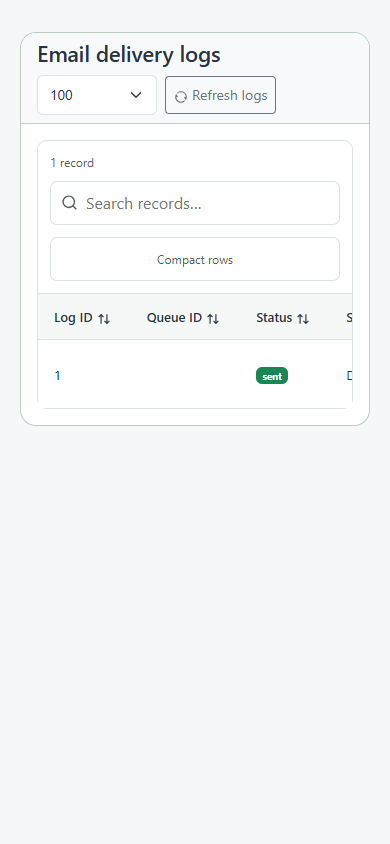 Email delivery logs
100
Refresh logs
1 record
Search records...
Compact rows
Log ID Queue ID Status S
1 sent D